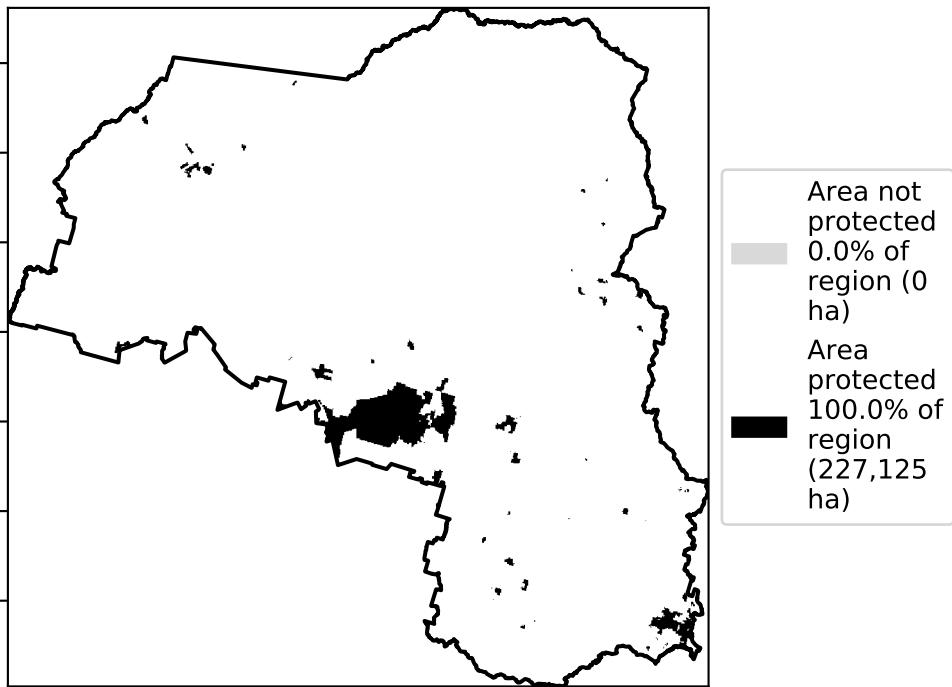 Area not
protected
0.0% of
region (0
ha)
Area
protected
100.0% of
region
(227,125
ha)